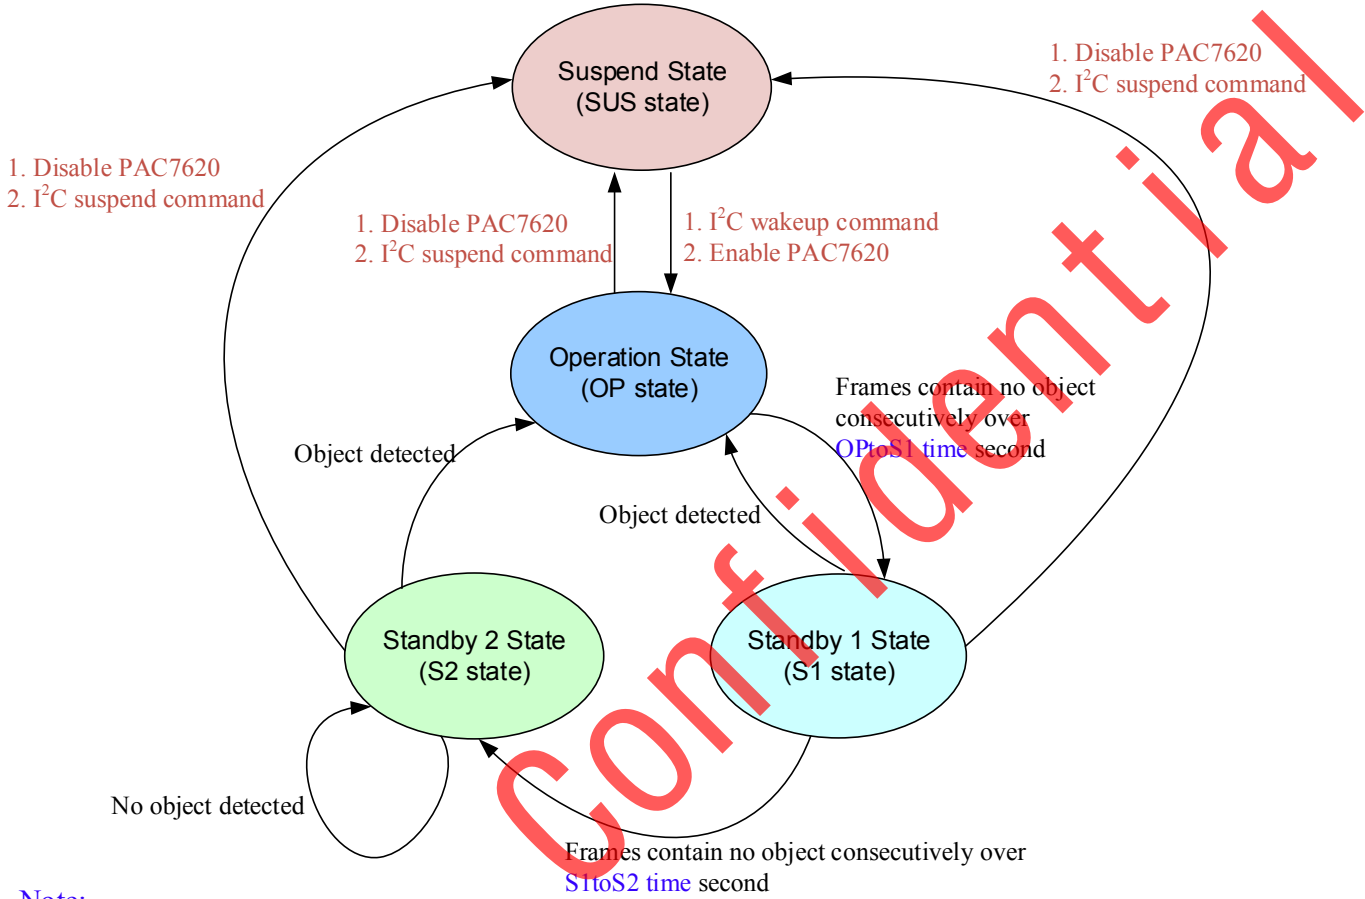 Suspend State
(SUS state)
1. Disable PAC7620
2. I²C suspend command
1. Disable PAC7620
2. I²C suspend command
1. Disable PAC7620
2. I²C suspend command
1. I²C wakeup command
2. Enable PAC7620
Operation State
(OP state)
Frames contain no object
consecutively over
OPtoS1 time second
Object detected
Object detected
Standby 2 State
(S2 state)
Standby 1 State
(S1 state)
No object detected
Frames contain no object consecutively over
S1toS2 time second
Note:
Confidential